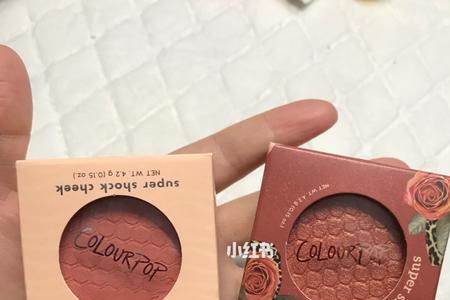 super shock cheek
NET WT. 4.2 g (0.15 oz.)
COLOURPOP
小红书
NET WT. 4.2 g (0.15 oz.)
super s
COLOURPOP